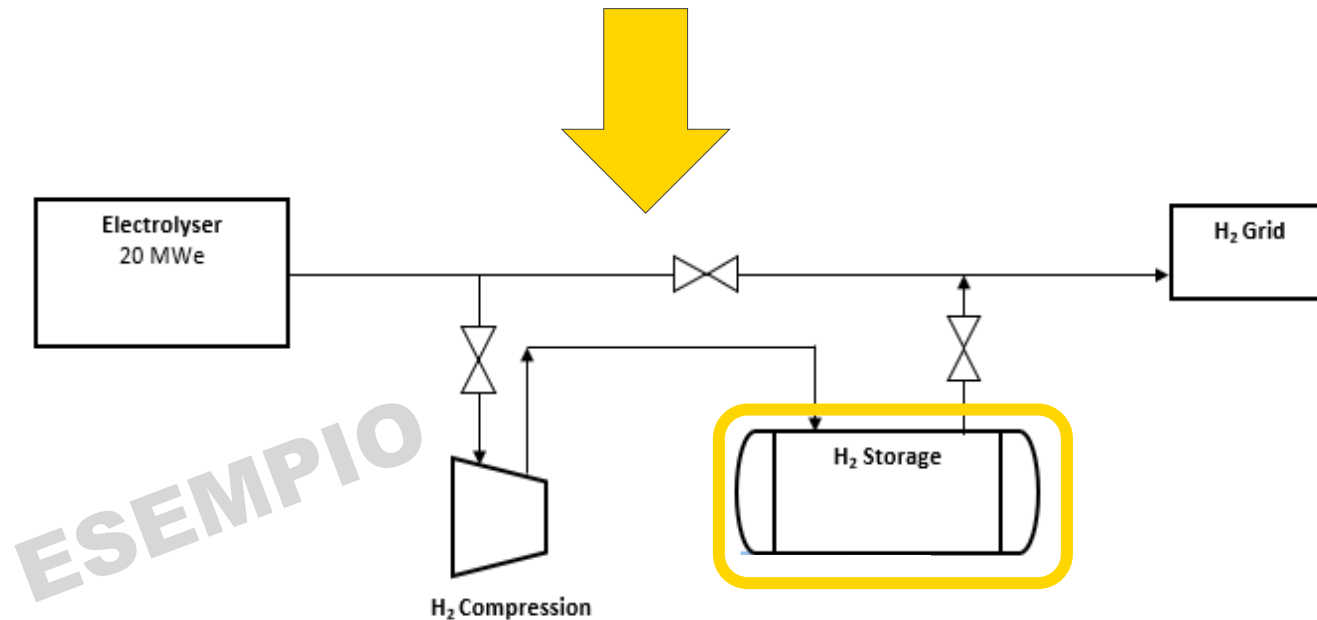 Electrolyser
20 MWe
H₂ Grid
H₂ Storage
ESEMPIO
H₂ Compression